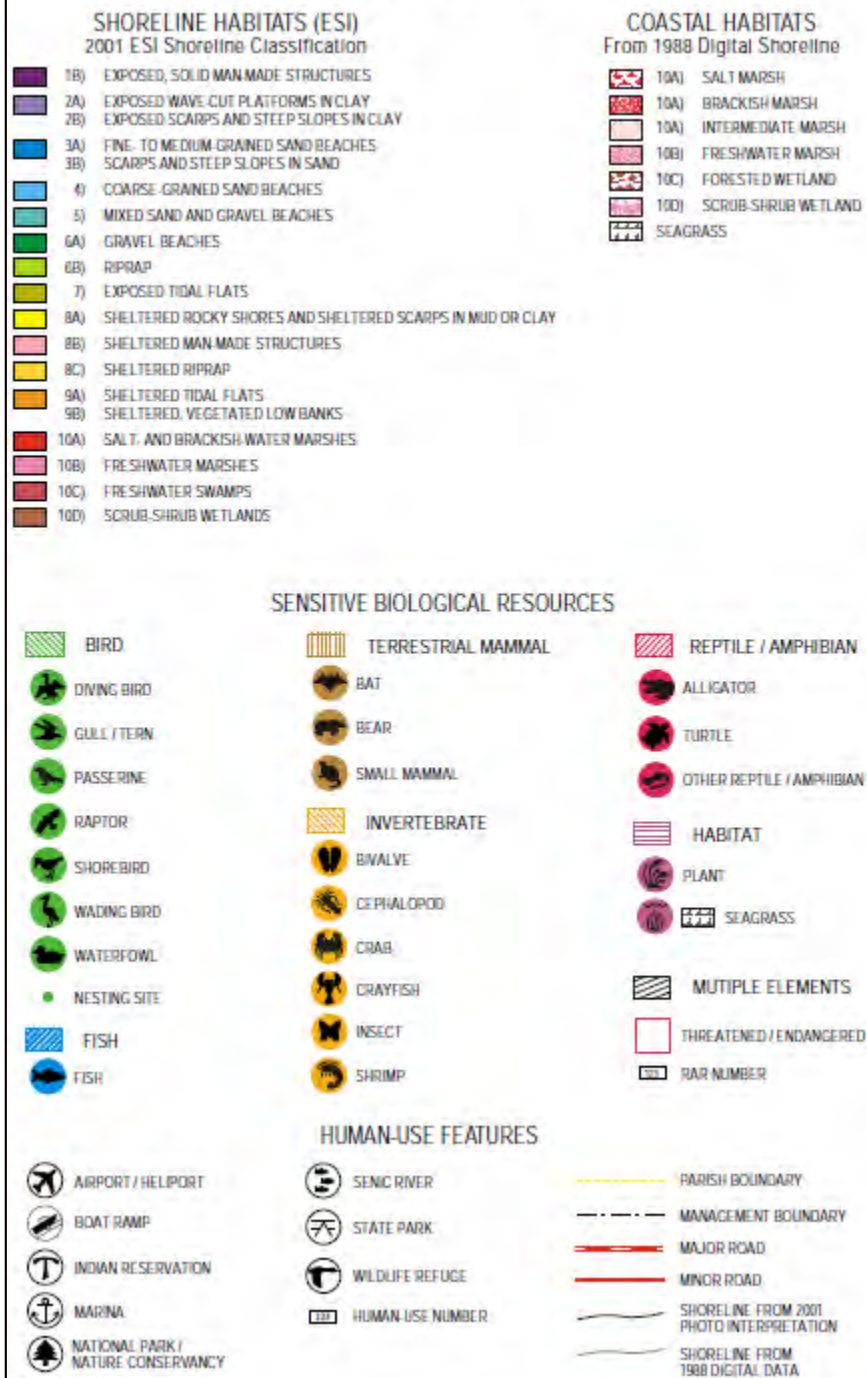 SHORELINE HABITATS (ESI)
2001 ESI Shoreline Classification
1B) EXPOSED, SOLID MAN-MADE STRUCTURES
2A) EXPOSED WAVE-CUT PLATFORMS IN CLAY
2B) EXPOSED SCARPS AND STEEP SLOPES IN CLAY
3A) FINE- TO MEDIUM-GRAINED SAND BEACHES
3B) SCARPS AND STEEP SLOPES IN SAND
4) COARSE-GRAINED SAND BEACHES
5) MIXED SAND AND GRAVEL BEACHES
6A) GRAVEL BEACHES
6B) RIPRAP
7) EXPOSED TIDAL FLATS
8A) SHELTERED ROCKY SHORES AND SHELTERED SCARPS IN MUD OR CLAY
8B) SHELTERED MAN-MADE STRUCTURES
8C) SHELTERED RIPRAP
9A) SHELTERED TIDAL FLATS
9B) SHELTERED, VEGETATED LOW BANKS
10A) SALT- AND BRACKISH-WATER MARSHES
10B) FRESHWATER MARSHES
10C) FRESHWATER SWAMPS
10D) SCRUB-SHRUB WETLANDS
COASTAL HABITATS
From 1988 Digital Shoreline
10A) SALT MARSH
10A) BRACKISH MARSH
10A) INTERMEDIATE MARSH
10B) FRESHWATER MARSH
10C) FORESTED WETLAND
10D) SCRUB-SHRUB WETLAND
SEAGRASS
SENSITIVE BIOLOGICAL RESOURCES
BIRD
DIVING BIRD
GULL / TERN
PASSERINE
RAPTOR
SHOREBIRD
WADING BIRD
WATERFOWL
NESTING SITE
FISH
FISH
TERRESTRIAL MAMMAL
BAT
BEAR
SMALL MAMMAL
INVERTEBRATE
BIVALVE
CEPHALOPOD
CRAB
CRAYFISH
INSECT
SHRIMP
REPTILE / AMPHIBIAN
ALLIGATOR
TURTLE
OTHER REPTILE / AMPHIBIAN
HABITAT
PLANT
SEAGRASS
MUTIPLE ELEMENTS
THREATENED / ENDANGERED
RAR NUMBER
HUMAN-USE FEATURES
AIRPORT / HELIPORT
BOAT RAMP
INDIAN RESERVATION
MARINA
NATIONAL PARK /
NATURE CONSERVANCY
SENIC RIVER
STATE PARK
WILDLIFE REFUGE
HUMAN-USE NUMBER
PARISH BOUNDARY
MANAGEMENT BOUNDARY
MAJOR ROAD
MINOR ROAD
SHORELINE FROM 2001
PHOTO INTERPRETATION
SHORELINE FROM
1988 DIGITAL DATA